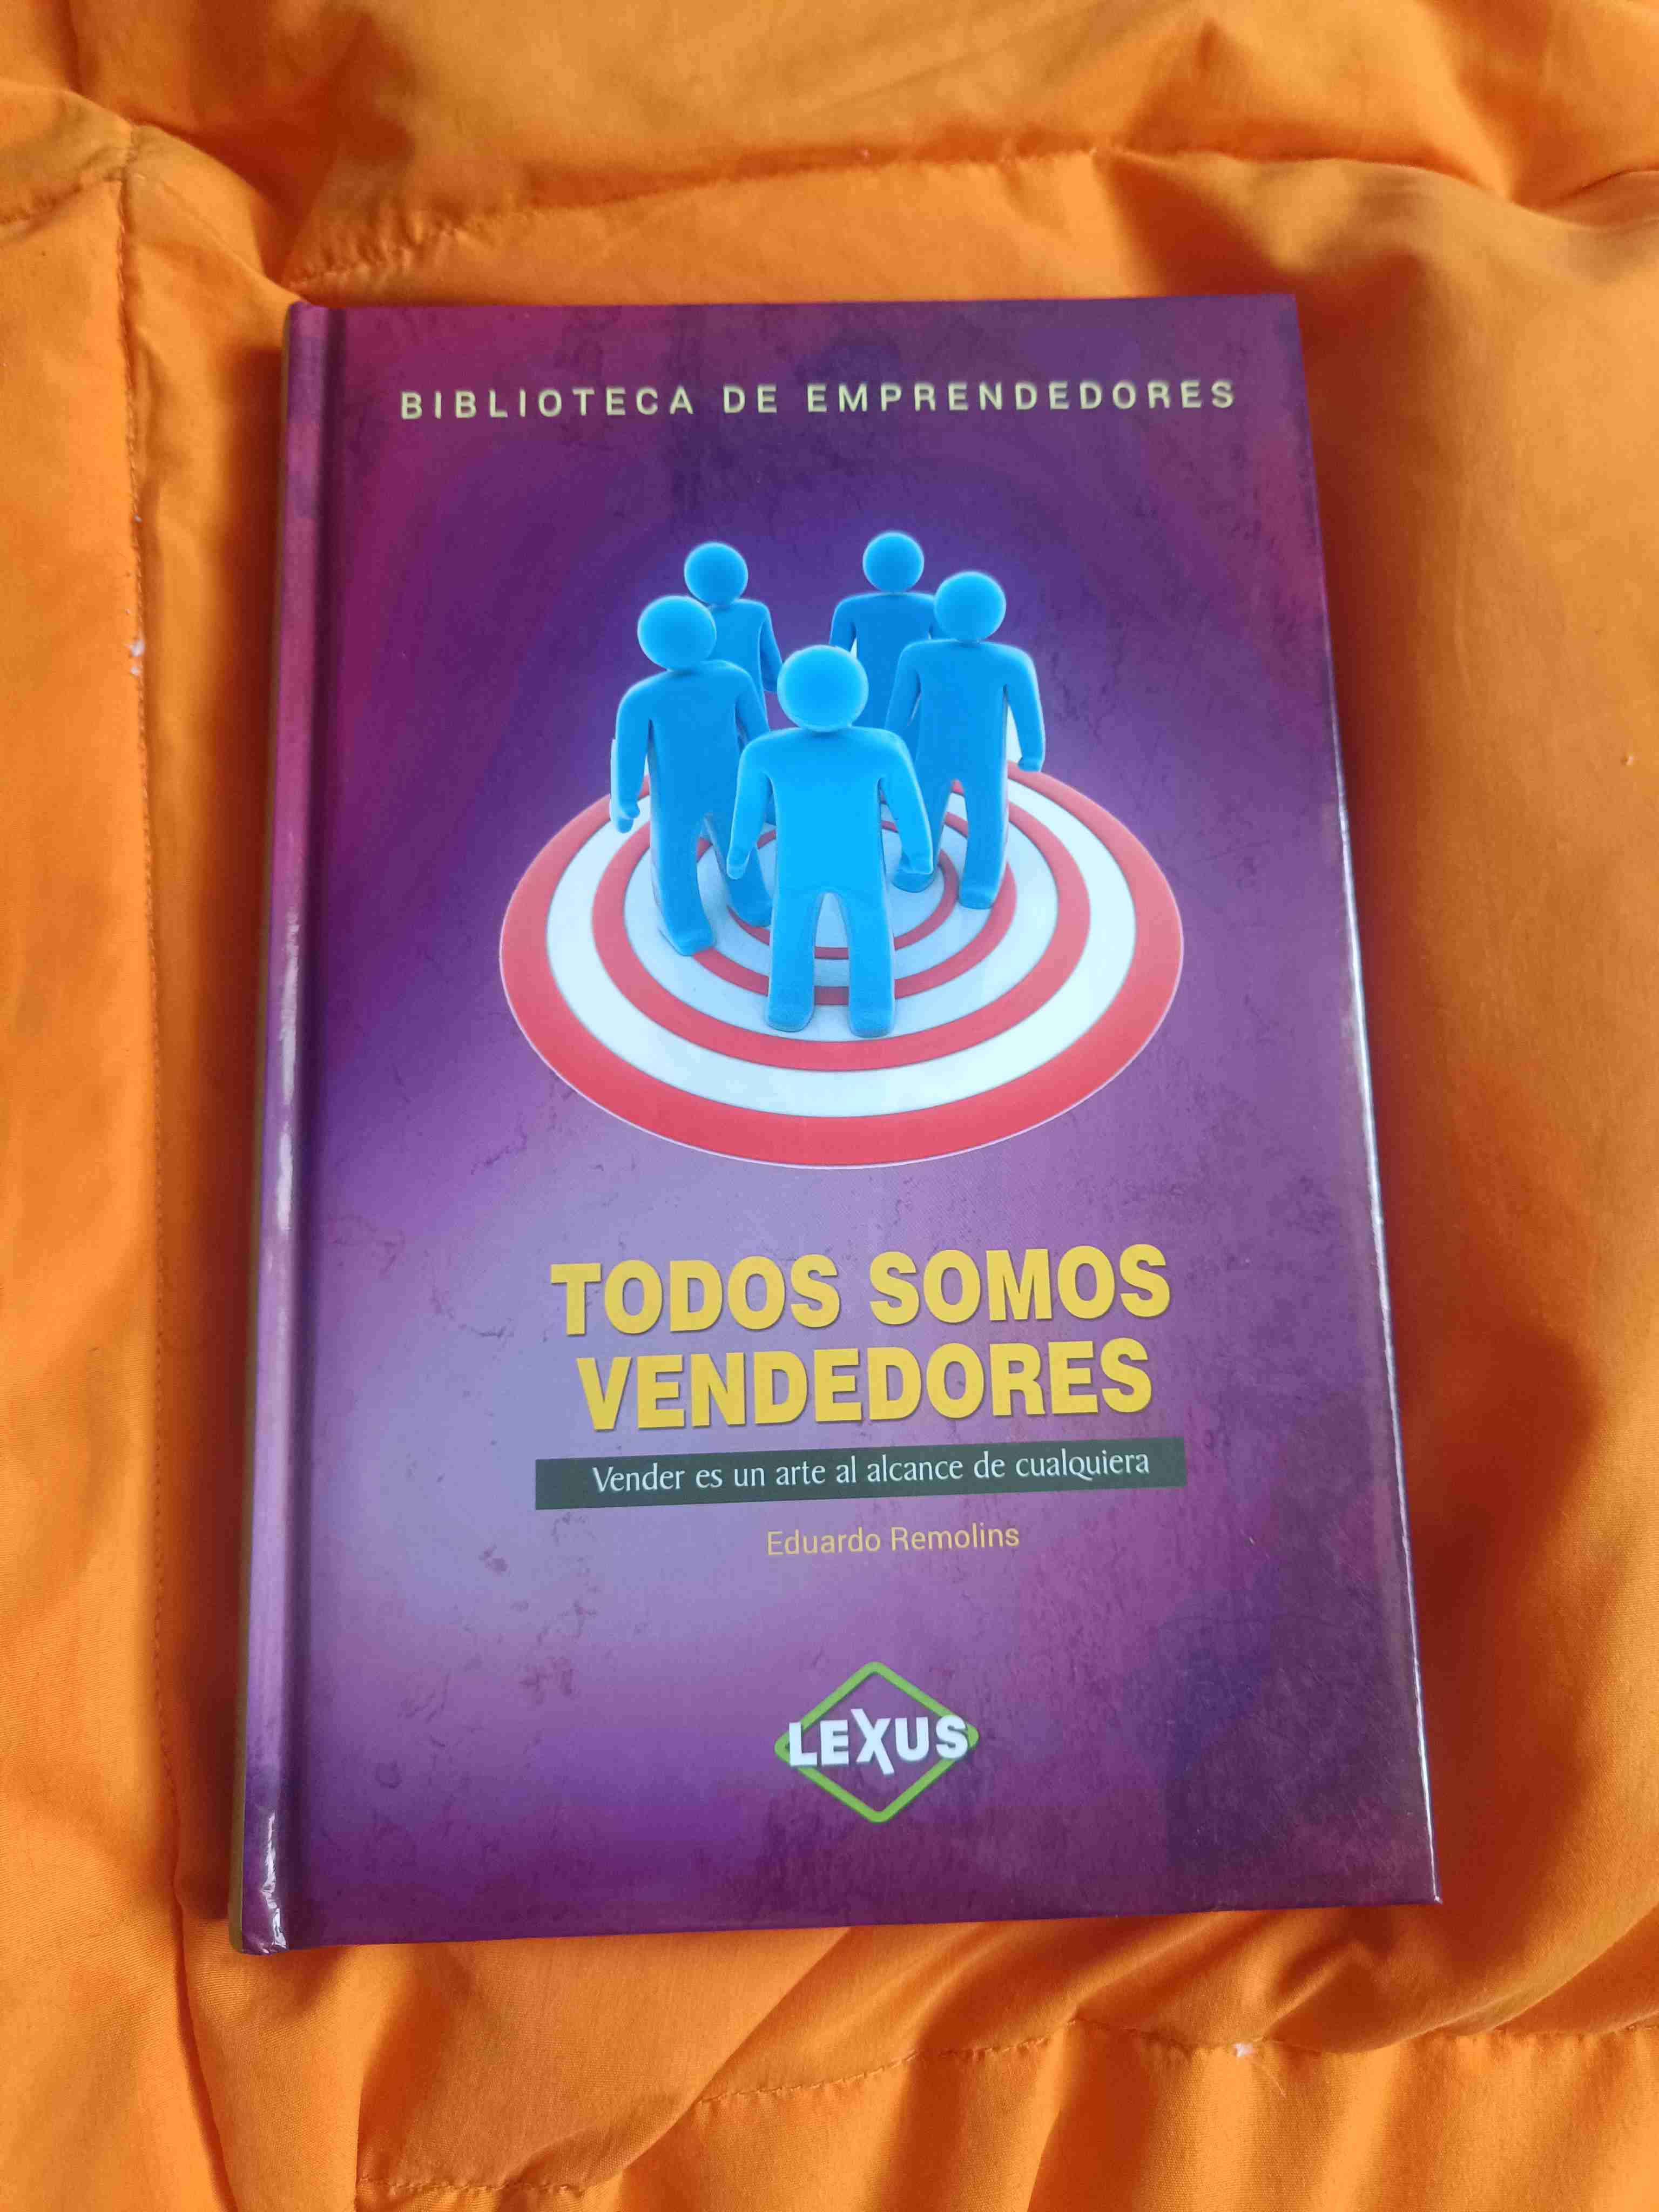 BIBLIOTECA DE EMPRENDEDORES
TODOS SOMOS
VENDEDORES
Vender es un arte al alcance de cualquiera
Eduardo Remolins
LEXUS